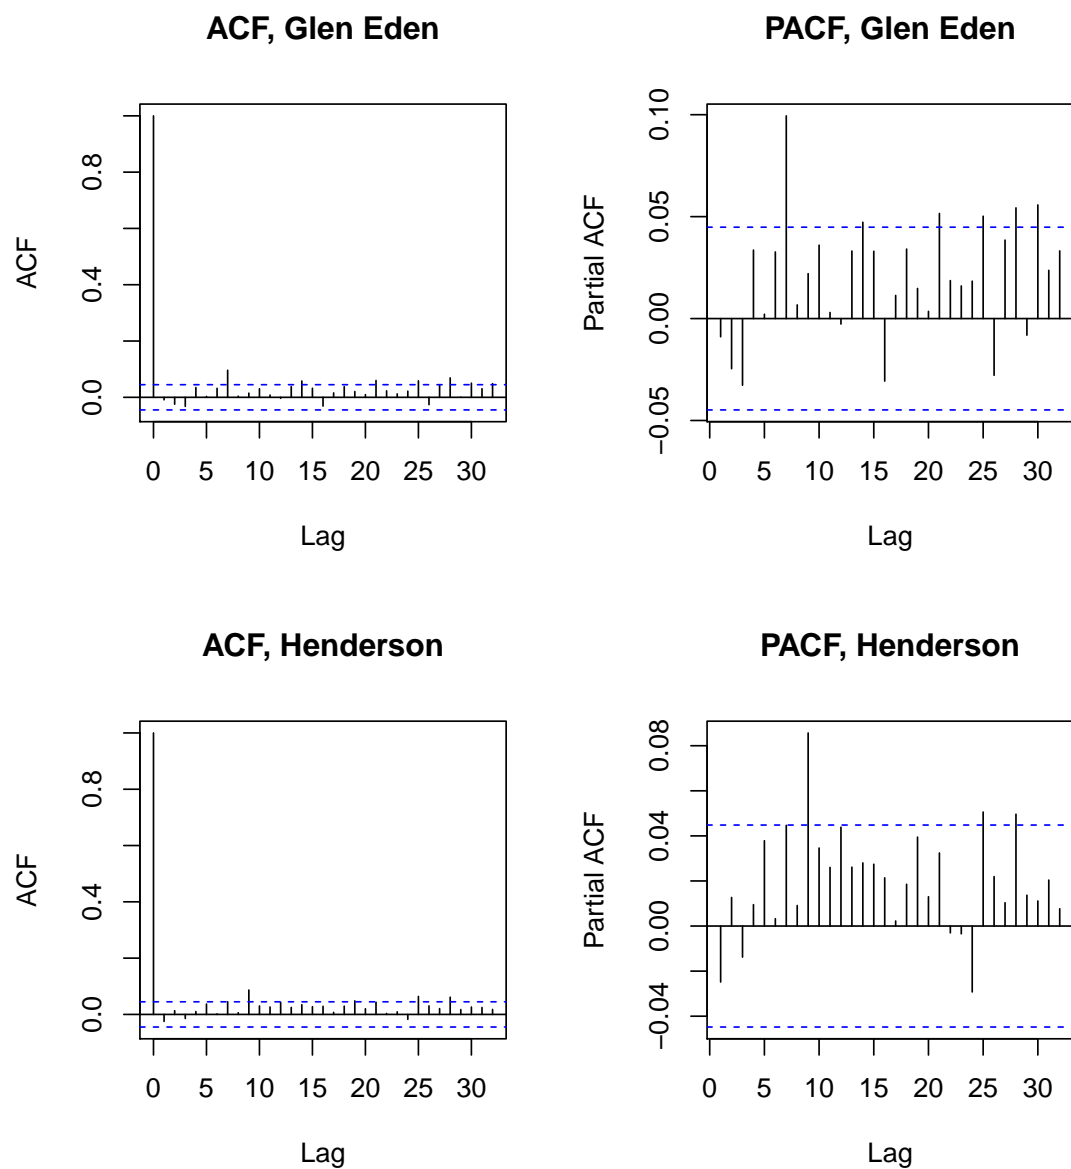 ACF, Glen Eden
ACF
0.0 0.4 0.8
0 5 10 15 20 25 30
Lag
PACF, Glen Eden
Partial ACF
−0.05 0.00 0.05 0.10
0 5 10 15 20 25 30
Lag
ACF, Henderson
ACF
0.0 0.4 0.8
0 5 10 15 20 25 30
Lag
PACF, Henderson
Partial ACF
−0.04 0.00 0.04 0.08
0 5 10 15 20 25 30
Lag